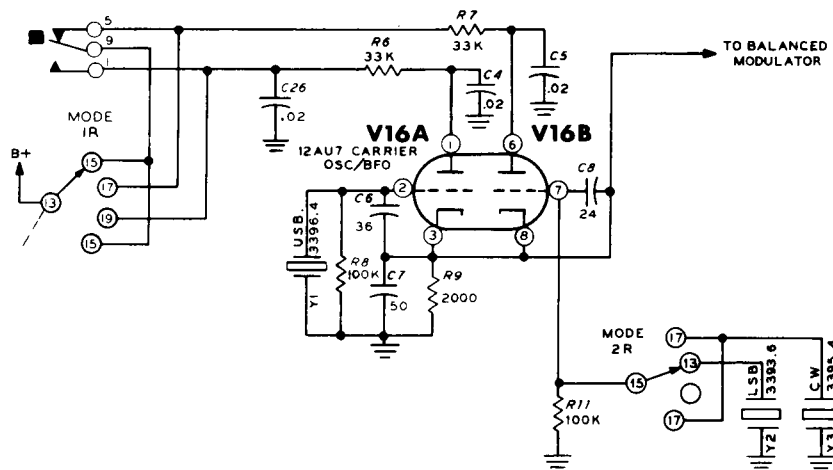 5
9
1
R7
33K
R6
33K
C5
.02
C4
.02
C26
.02
TO BALANCED
MODULATOR
MODE
1R
B+
13
15
17
19
15
V16A
V16B
12AU7 CARRIER
OSC/BFO
1
6
2
7
3
8
C8
24
USB.
3396.4
Y1
R8
100K
C6
36
C7
50
R9
2000
MODE
2R
17
13
15
17
R11
100K
LSB
3393.6
Y2
CW
3395.4
Y3